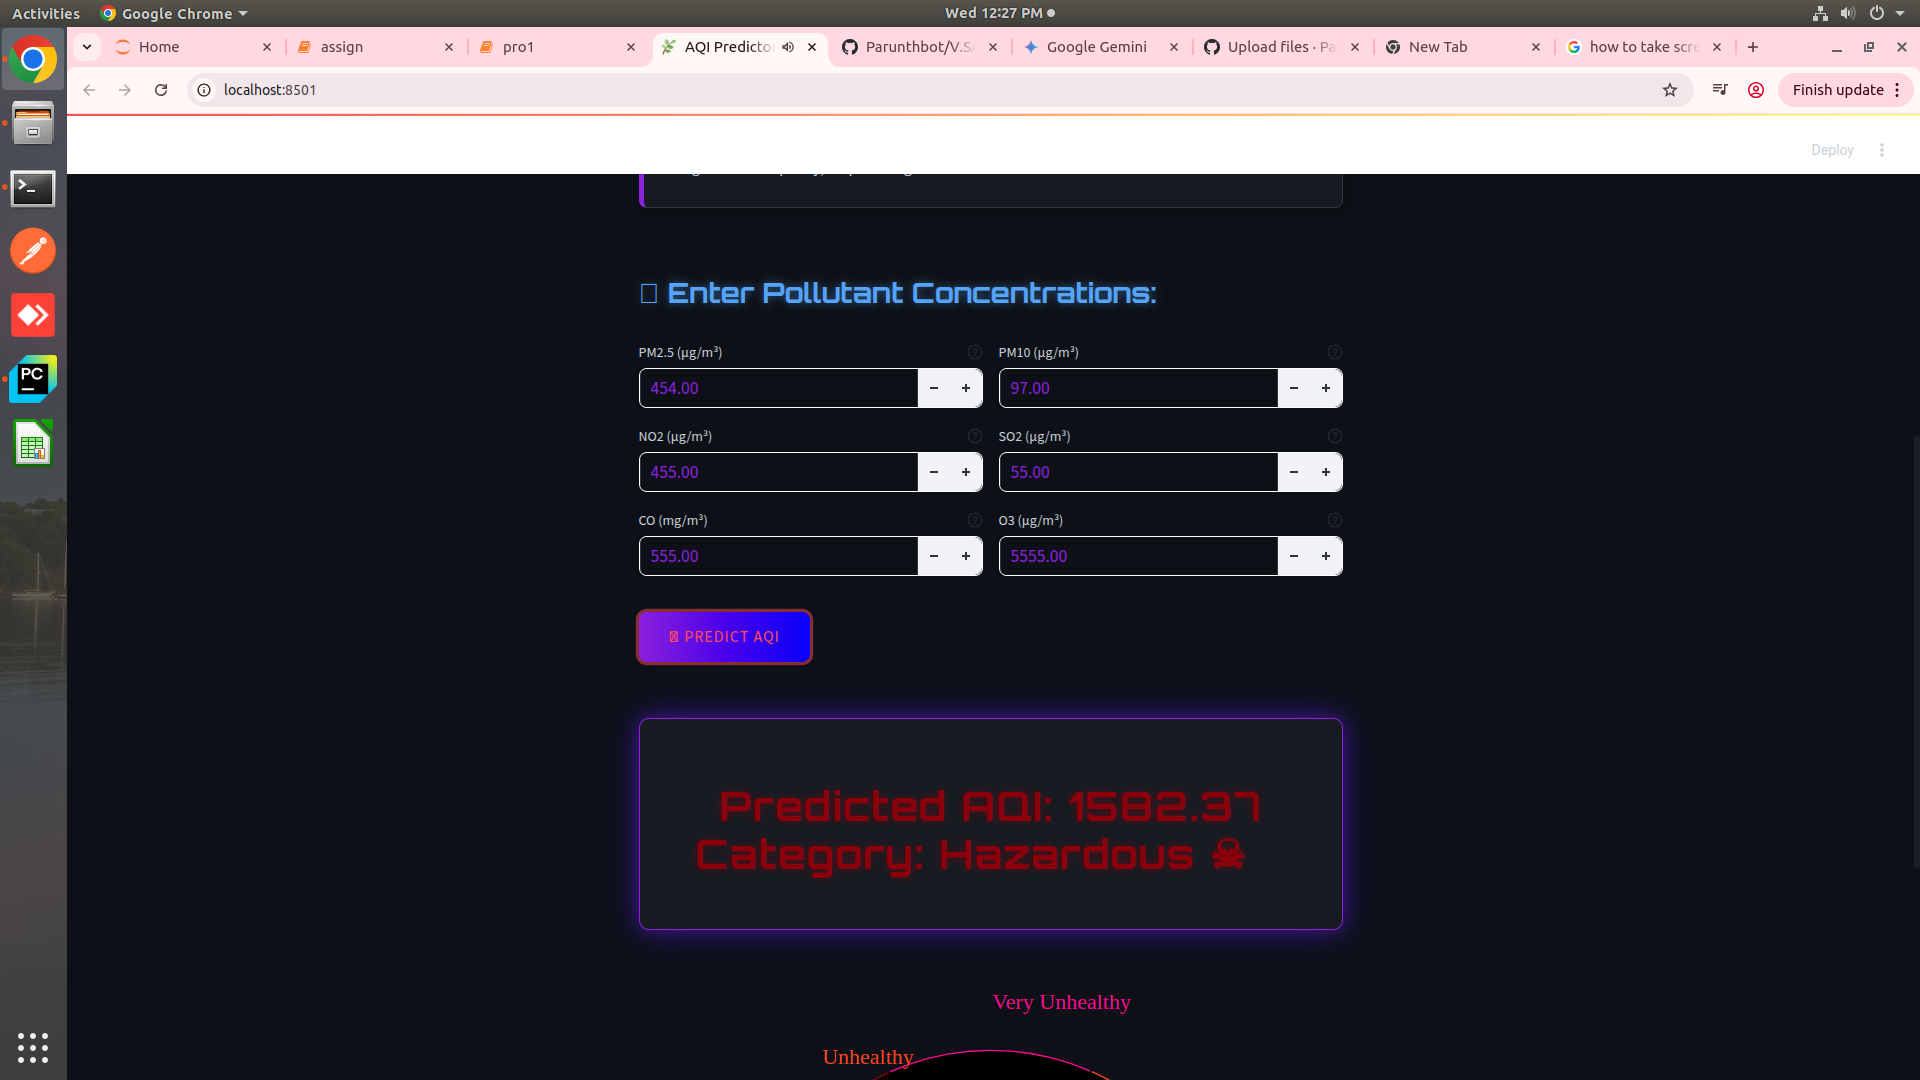 Activities Google Chrome Wed 12:27 PM
Home assign pro1 AQI Predictor Parunthbot/V.SA Google Gemini Upload files · Pa New Tab how to take scre
localhost:8501 Finish update
Deploy
Enter Pollutant Concentrations:
PM2.5 (µg/m³) PM10 (µg/m³)
454.00 97.00
NO2 (µg/m³) SO2 (µg/m³)
455.00 55.00
CO (mg/m³) O3 (µg/m³)
555.00 5555.00
PREDICT AQI
Predicted AQI: 1582.37
Category: Hazardous ☠
Very Unhealthy
Unhealthy